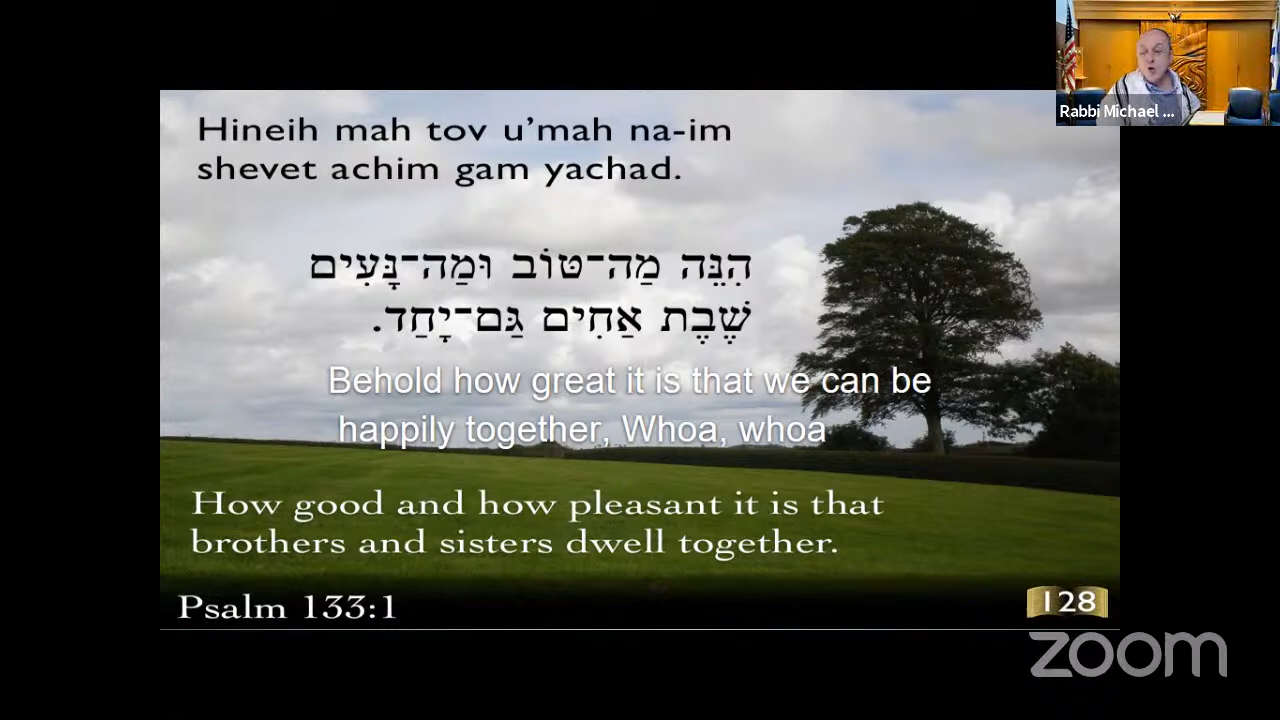 Rabbi Michael ...
Hineih mah tov u’mah na-im
shevet achim gam yachad.
הִנֵּה מַה־טּוֹב וּמַה־נָּעִים
שֶׁבֶת אַחִים גַּם־יָחַד.
Behold how great it is that we can be
happily together, Whoa, whoa
How good and how pleasant it is that
brothers and sisters dwell together.
Psalm 133:1
128
zoom